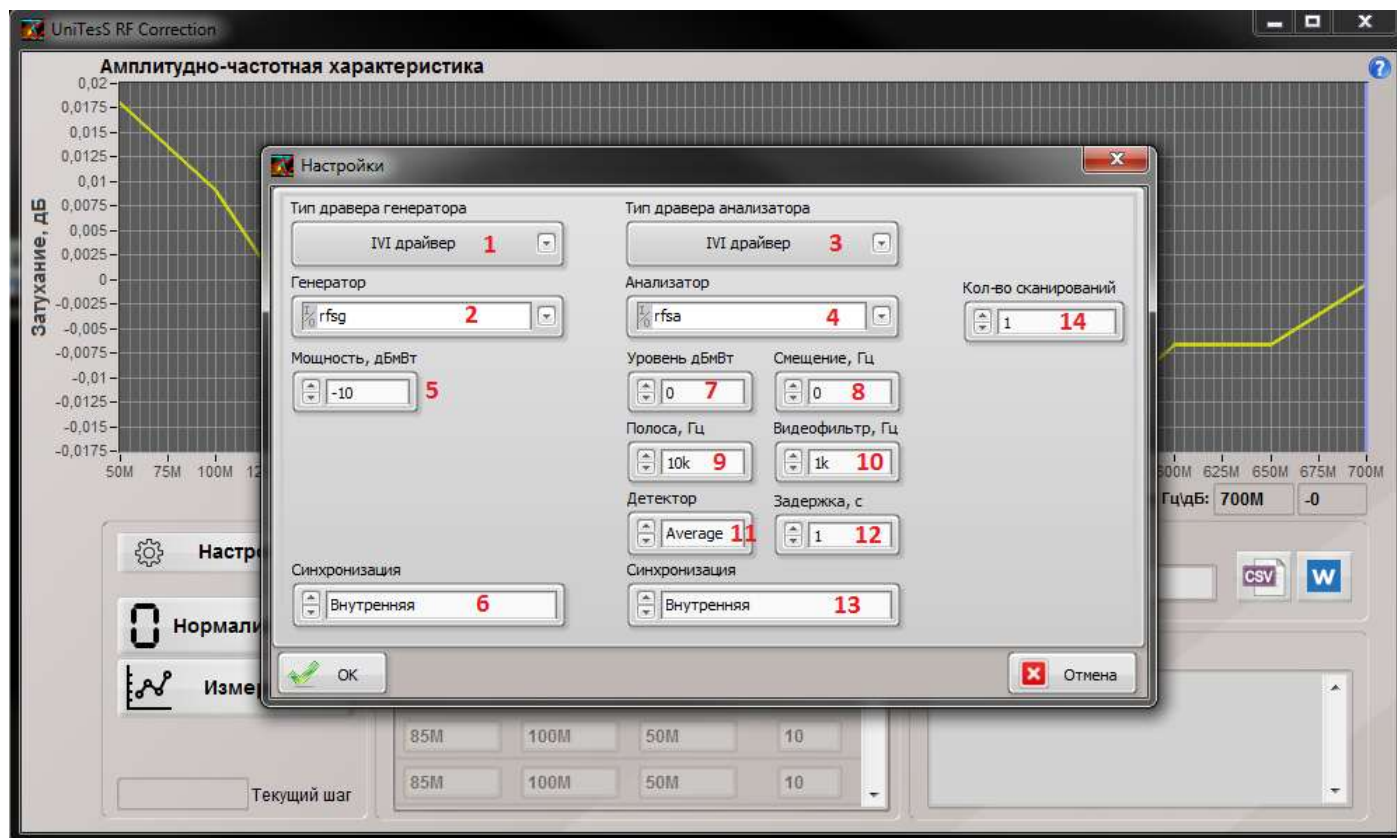 UniTesS RF Correction
Амплитудно-частотная характеристика
Затухание, дБ
0,02
0,0175
0,015
0,0125
0,01
0,0075
0,005
0,0025
0
-0,0025
-0,005
-0,0075
-0,01
-0,0125
-0,015
-0,0175
50M 75M 100M 12
600M 625M 650M 675M 700M
Настройки
Тип дравера генератора Тип дравера анализатора
IVI драйвер 1 IVI драйвер 3
Генератор Анализатор Кол-во сканирований
rfsg 2 rfsa 4 1 14
Мощность, дБмВт Уровень дБмВт Смещение, Гц
-10 5 0 7 0 8
Полоса, Гц Видеофильтр, Гц
10k 9 1k 10
Детектор Задержка, с
Average 11 1 12
Синхронизация Синхронизация
Внутренняя 6 Внутренняя 13
OK Отмена
Гц\дБ: 700M -0
Настро
Нормали
Измер
CSV W
85M 100M 50M 10
85M 100M 50M 10
Текущий шаг